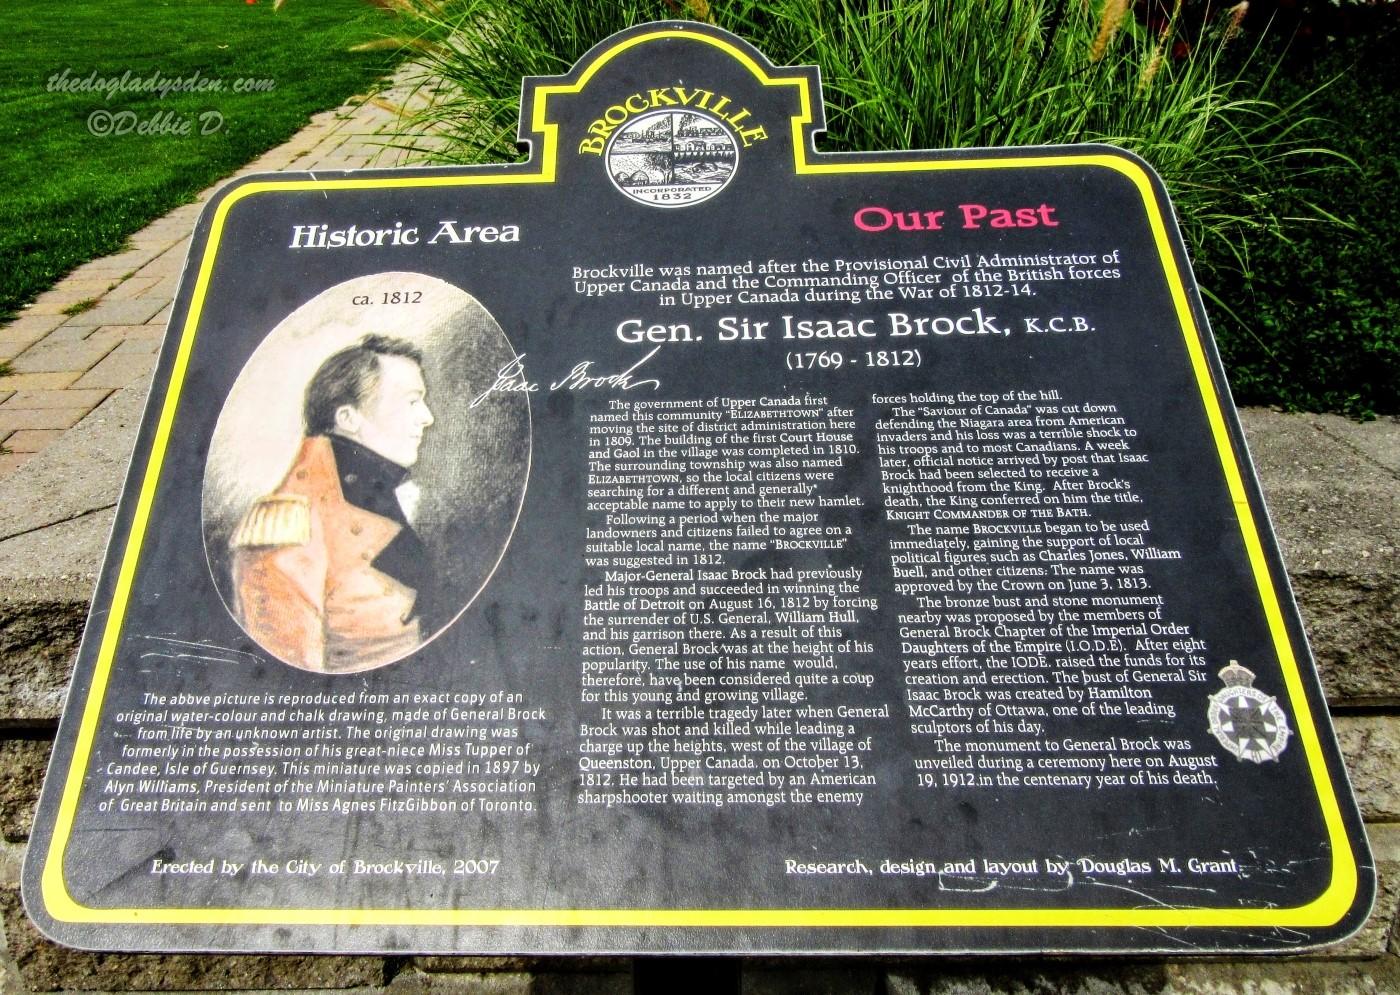 thedogladysden.com
©Debbie D
BROCKVILLE
INCORPORATED
1832
Historic Area
Our Past
ca. 1812
Brockville was named after the Provisional Civil Administrator of
Upper Canada and the Commanding Officer of the British forces
in Upper Canada during the War of 1812-14.
Gen. Sir Isaac Brock, K.C.B.
(1769 - 1812)
Isaac Brock
The government of Upper Canada first
named this community "ELIZABETHTOWN" after
moving the site of district administration here
in 1809. The building of the first Court House
and Gaol in the village was completed in 1810.
The surrounding township was also named
ELIZABETHTOWN, so the local citizens were
searching for a different and generally
acceptable name to apply to their new hamlet.
Following a period when the major
landowners and citizens failed to agree on a
suitable local name, the name "BROCKVILLE"
was suggested in 1812.
Major-General Isaac Brock had previously
led his troops and succeeded in winning the
Battle of Detroit on August 16, 1812 by forcing
the surrender of U.S. General, William Hull,
and his garrison there. As a result of this
action, General Brock was at the height of his
popularity. The use of his name would,
therefore, have been considered quite a coup
for this young and growing village.
It was a terrible tragedy later when General
Brock was shot and killed while leading a
charge up the heights, west of the village of
Queenston, Upper Canada, on October 13,
1812. He had been targeted by an American
sharpshooter waiting amongst the enemy
forces holding the top of the hill.
The "Saviour of Canada" was cut down
defending the Niagara area from American
invaders and his loss was a terrible shock to
his troops and to most Canadians. A week
later, official notice arrived by post that Isaac
Brock had been selected to receive a
knighthood from the King. After Brock's
death, the King conferred on him the title,
KNIGHT COMMANDER OF THE BATH.
The name BROCKVILLE began to be used
immediately, gaining the support of local
political figures such as Charles Jones, William
Buell, and other citizens. The name was
approved by the Crown on June 3, 1813.
The bronze bust and stone monument
nearby was proposed by the members of
General Brock Chapter of the Imperial Order
Daughters of the Empire (I.O.D.E). After eight
years effort, the IODE, raised the funds for its
creation and erection. The bust of General Sir
Isaac Brock was created by Hamilton
McCarthy of Ottawa, one of the leading
sculptors of his day.
The monument to General Brock was
unveiled during a ceremony here on August
19, 1912 in the centenary year of his death.
The above picture is reproduced from an exact copy of an
original water-colour and chalk drawing, made of General Brock
from life by an unknown artist. The original drawing was
formerly in the possession of his great-niece Miss Tupper of
Candee, Isle of Guernsey. This miniature was copied in 1897 by
Alyn Williams, President of the Miniature Painters' Association
of Great Britain and sent to Miss Agnes FitzGibbon of Toronto.
Erected by the City of Brockville, 2007
Research, design and layout by Douglas M. Grant